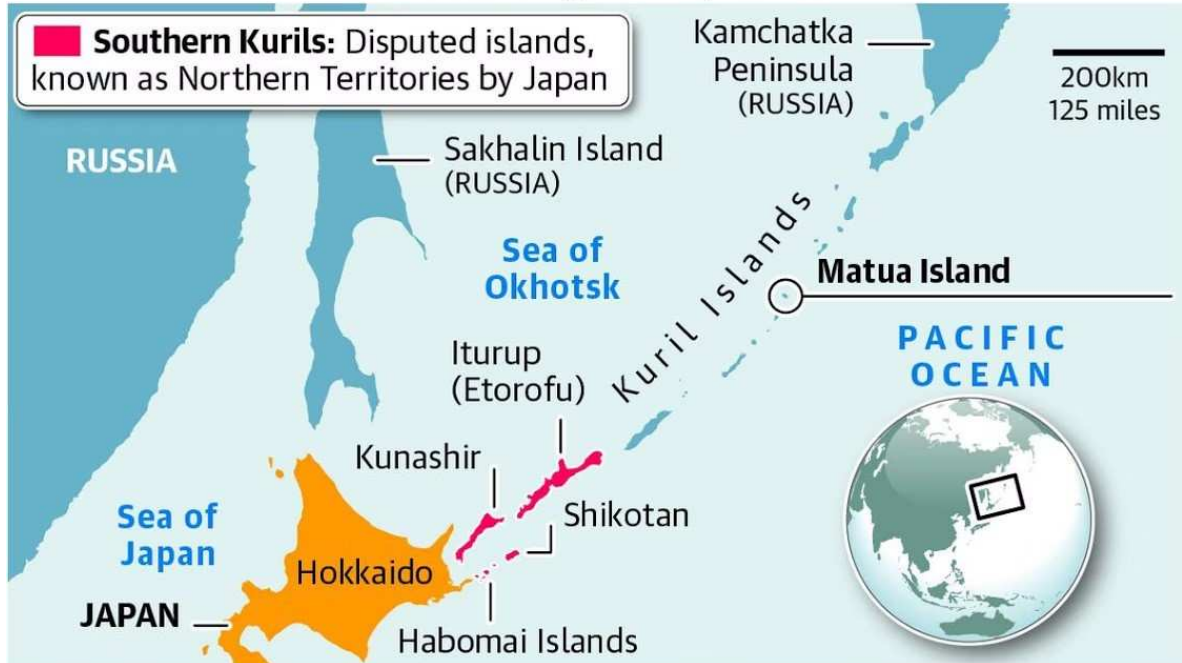 Southern Kurils: Disputed islands,
known as Northern Territories by Japan
Kamchatka
Peninsula
(RUSSIA)
200km
125 miles
RUSSIA
Sakhalin Island
(RUSSIA)
Sea of
Okhotsk
Kuril Islands
Matua Island
PACIFIC
OCEAN
Iturup
(Etorofu)
Kunashir
Shikotan
Sea of
Japan
Hokkaido
JAPAN
Habomai Islands